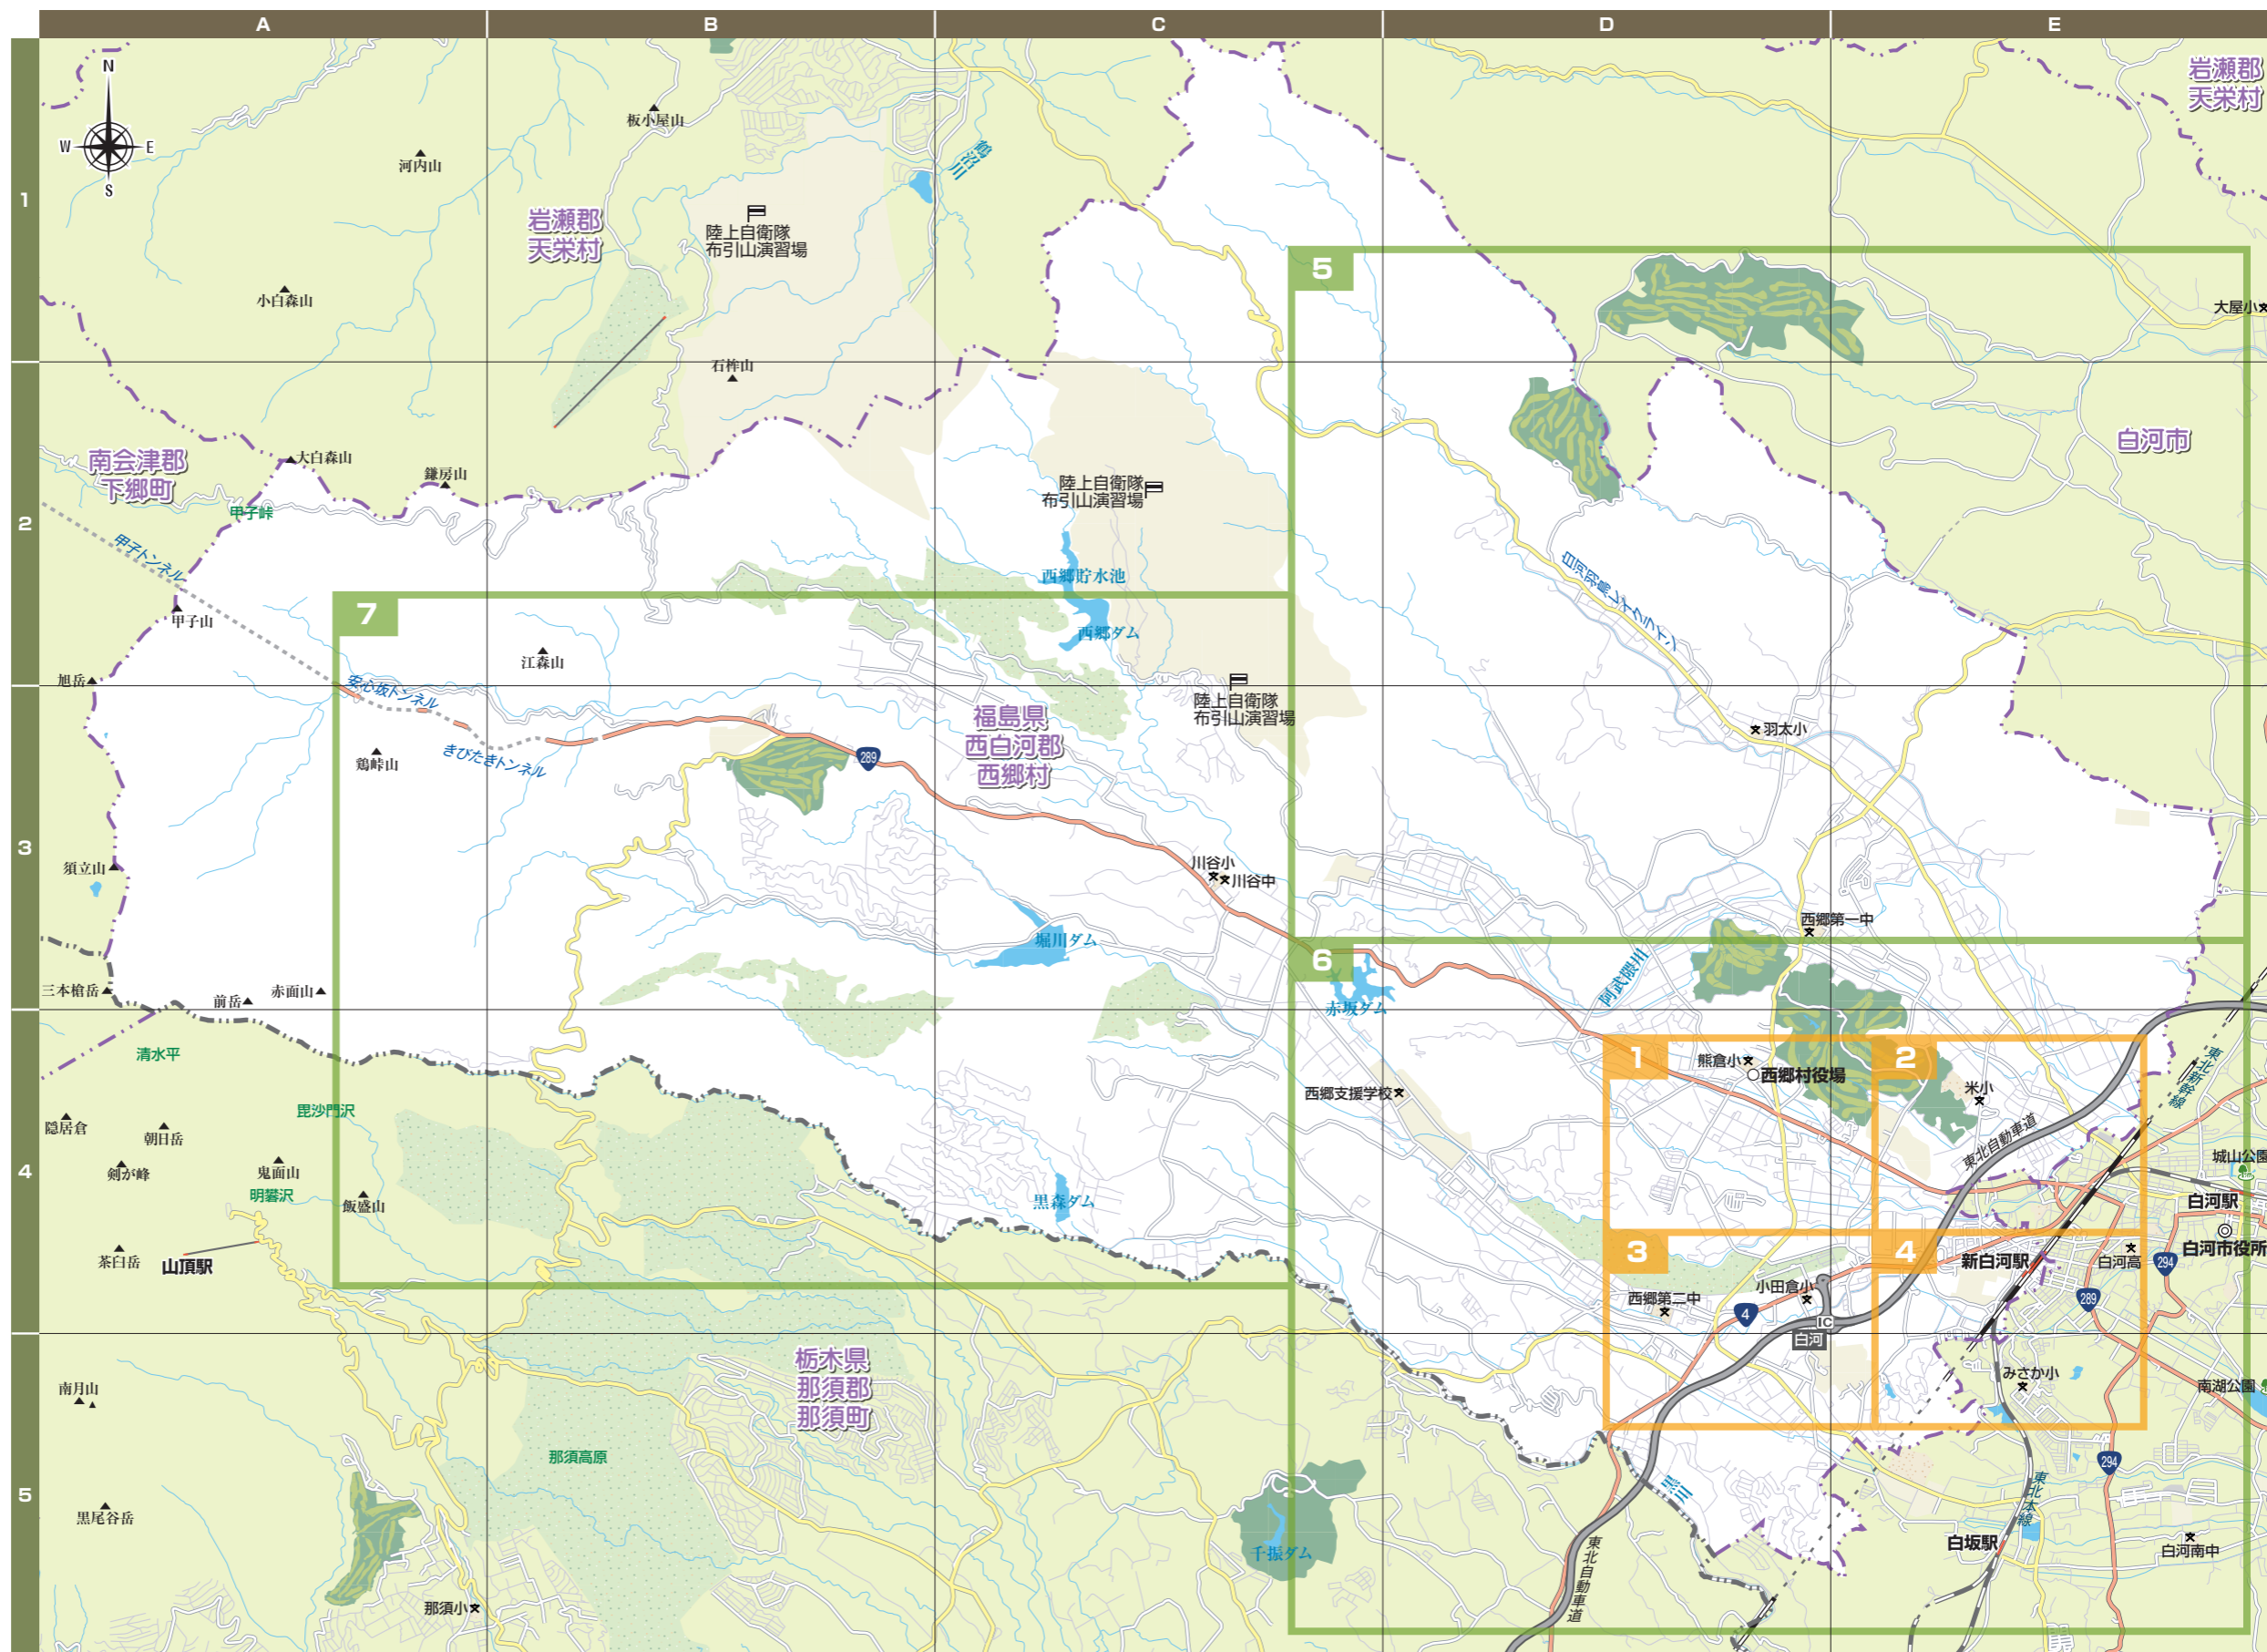 A
B
C
D
E
1
2
3
4
5
N
W
E
S
河内山
小白森山
板小屋山
岩瀬郡
天栄村
陸上自衛隊
布引山演習場
石柞山
鶴沼川
岩瀬郡
天栄村
5
大屋小
白河市
南会津郡
下郷町
大白森山
鎌房山
甲子峠
甲子トンネル
甲子山
旭岳
陸上自衛隊
布引山演習場
西郷貯水池
西郷ダム
白河羽鳥レイクライン
7
江森山
安心坂トンネル
きびたきトンネル
鶏峠山
289
福島県
西白河郡
西郷村
陸上自衛隊
布引山演習場
羽太小
須立山
川谷小
川谷中
西郷第一中
堀川ダム
6
赤坂ダム
阿武隈川
三本槍岳
前岳
赤面山
清水平
毘沙門沢
隠居倉
朝日岳
剣が峰
鬼面山
明礬沢
飯盛山
茶臼岳
山頂駅
黒森ダム
西郷支援学校
1
熊倉小
西郷村役場
2
米小
東北自動車道
東北新幹線
城山公園
白河駅
白河市役所
3
4
新白河駅
白河高
294
289
西郷第二中
小田倉小
4
IC
白河
みさか小
南湖公園
南月山
栃木県
那須郡
那須町
那須高原
黒尾谷岳
那須小
千振ダム
黒川
東北自動車道
294
東北本線
白坂駅
白河南中